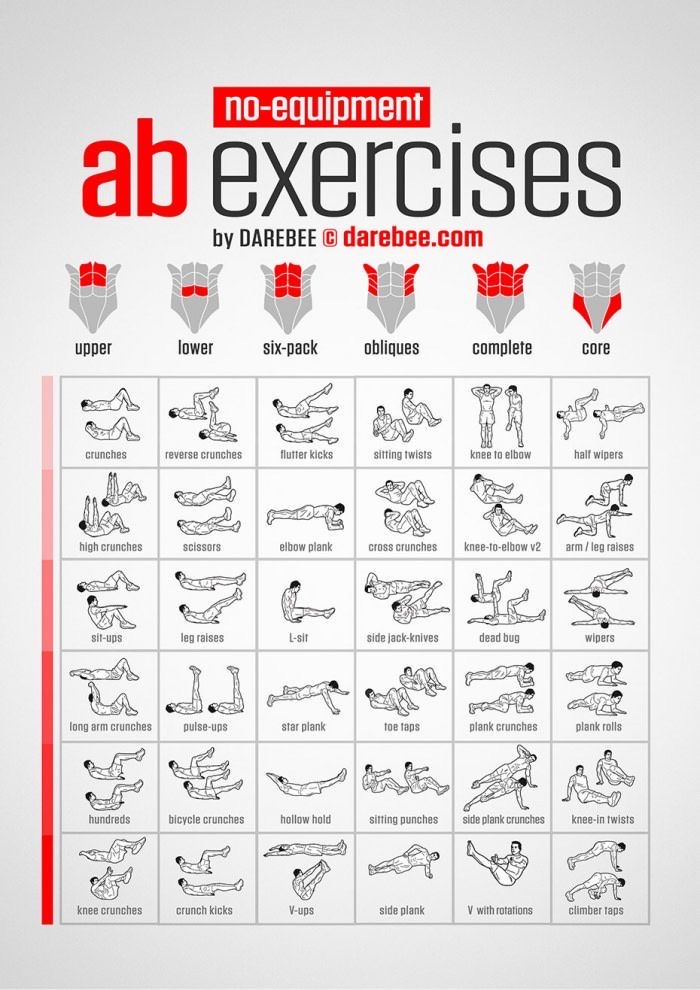 no-equipment
ab exercises
by DAREBEE © darebee.com
upper lower six-pack obliques complete core
crunches reverse crunches flutter kicks sitting twists knee to elbow half wipers
high crunches scissors elbow plank cross crunches knee-to-elbow v2 arm / leg raises
sit-ups leg raises L-sit side jack-knives dead bug wipers
long arm crunches pulse-ups star plank toe taps plank crunches plank rolls
hundreds bicycle crunches hollow hold sitting punches side plank crunches knee-in twists
knee crunches crunch kicks V-ups side plank V with rotations climber taps